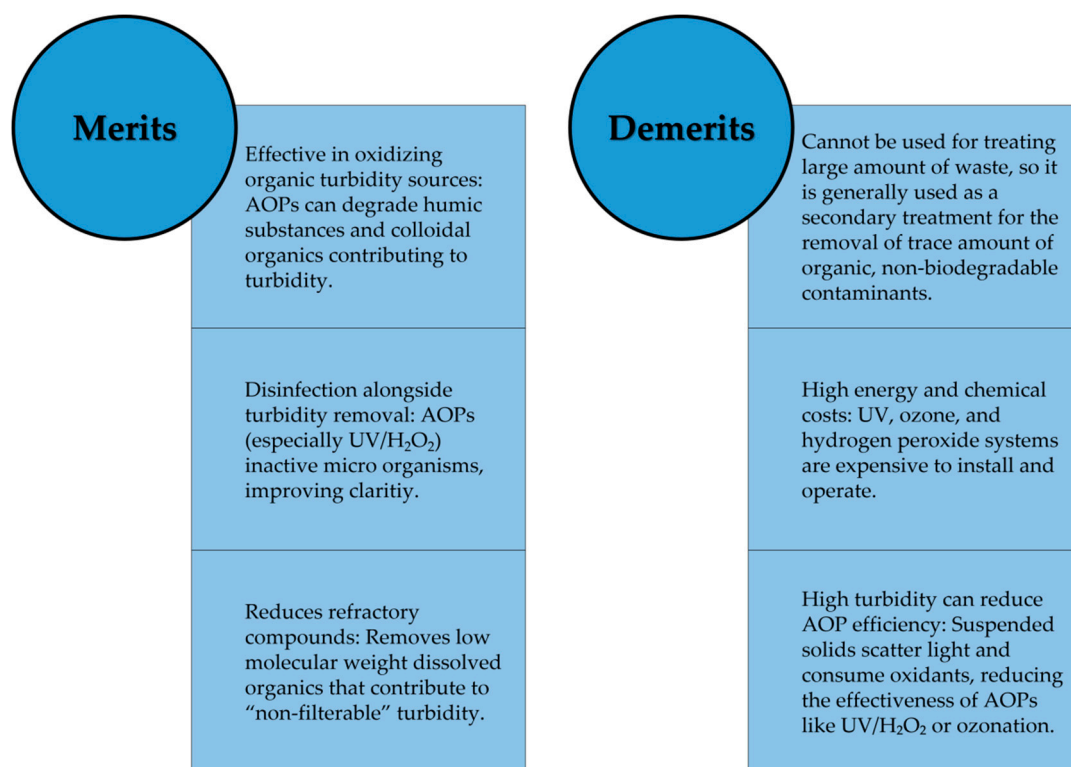 Merits
Effective in oxidizing
organic turbidity sources:
AOPs can degrade humic
substances and colloidal
organics contributing to
turbidity.
Disinfection alongside
turbidity removal: AOPs
(especially UV/H₂O₂)
inactive micro organisms,
improving claritiy.
Reduces refractory
compounds: Removes low
molecular weight dissolved
organics that contribute to
“non-filterable” turbidity.
Demerits
Cannot be used for treating
large amount of waste, so it
is generally used as a
secondary treatment for the
removal of trace amount of
organic, non-biodegradable
contaminants.
High energy and chemical
costs: UV, ozone, and
hydrogen peroxide systems
are expensive to install and
operate.
High turbidity can reduce
AOP efficiency: Suspended
solids scatter light and
consume oxidants, reducing
the effectiveness of AOPs
like UV/H₂O₂ or ozonation.